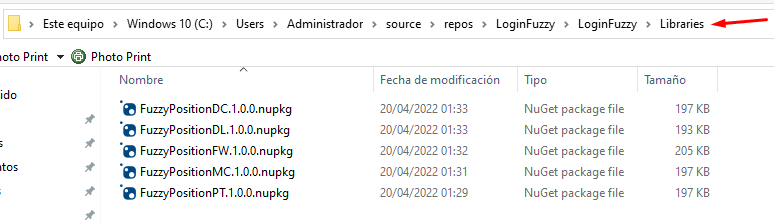 Este equipo > Windows 10 (C:) > Users > Administrador > source > repos > LoginFuzzy > LoginFuzzy > Libraries
oto Print Photo Print
Nombre Fecha de modificación Tipo Tamaño
ido
FuzzyPositionDC.1.0.0.nupkg 20/04/2022 01:33 NuGet package file 197 KB
FuzzyPositionDL.1.0.0.nupkg 20/04/2022 01:33 NuGet package file 193 KB
FuzzyPositionFW.1.0.0.nupkg 20/04/2022 01:32 NuGet package file 205 KB
FuzzyPositionMC.1.0.0.nupkg 20/04/2022 01:31 NuGet package file 197 KB
ntos
FuzzyPositionPT.1.0.0.nupkg 20/04/2022 01:29 NuGet package file 197 KB